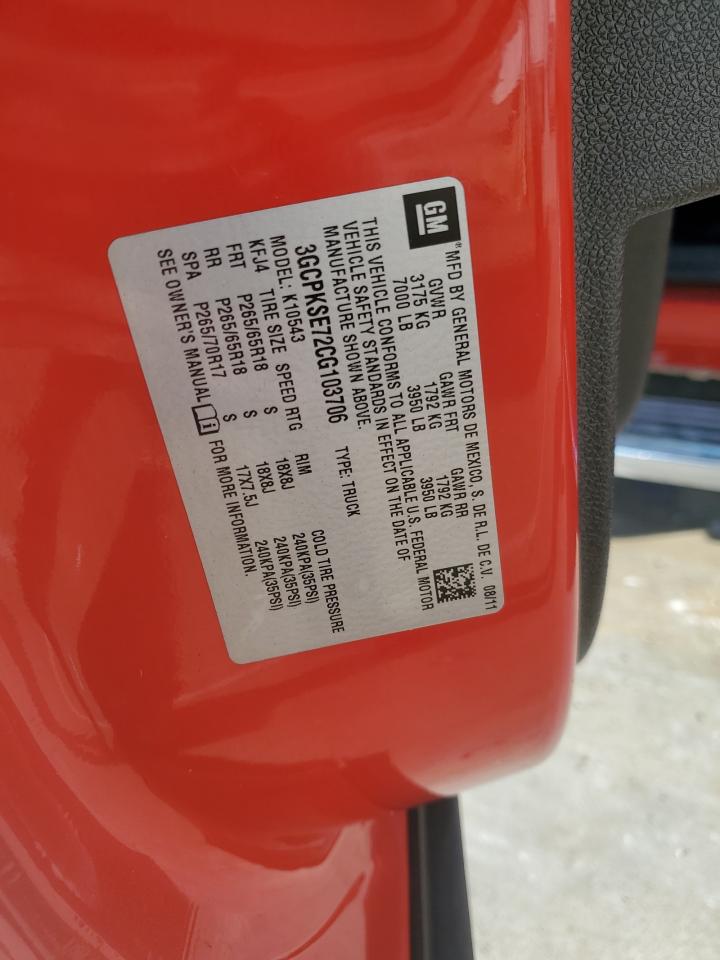 GM ® MFD BY GENERAL MOTORS DE MEXICO, S. DE R.L. DE C.V. 08/11
GVWR GAWR FRT GAWR RR
3175 KG 1792 KG 1792 KG
7000 LB 3950 LB 3950 LB
THIS VEHICLE CONFORMS TO ALL APPLICABLE U.S. FEDERAL MOTOR
VEHICLE SAFETY STANDARDS IN EFFECT ON THE DATE OF
MANUFACTURE SHOWN ABOVE.
3GCPKSE72CG103706 TYPE: TRUCK
MODEL: K10543
KFJ4 TIRE SIZE SPEED RTG RIM COLD TIRE PRESSURE
FRT P265/65R18 S 18X8J 240KPA(35PSI)
RR P265/65R18 S 18X8J 240KPA(35PSI)
SPA P265/70R17 S 17X7.5J 240KPA(35PSI)
SEE OWNER'S MANUAL FOR MORE INFORMATION.